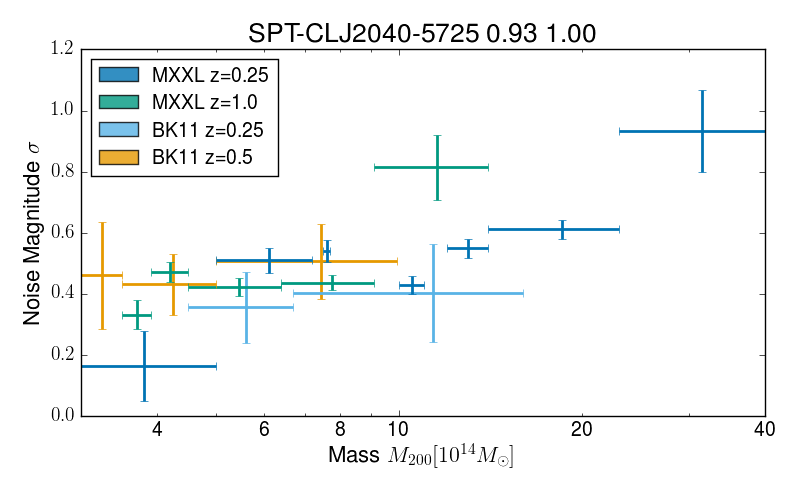 SPT-CLJ2040-5725 0.93 1.00
1.2
1.0
0.8
0.6
0.4
0.2
0.0
Noise Magnitude σ
MXXL z=0.25
MXXL z=1.0
BK11 z=0.25
BK11 z=0.5
4 6 8 10 20 40
Mass M₂₀₀[10¹⁴M☉]